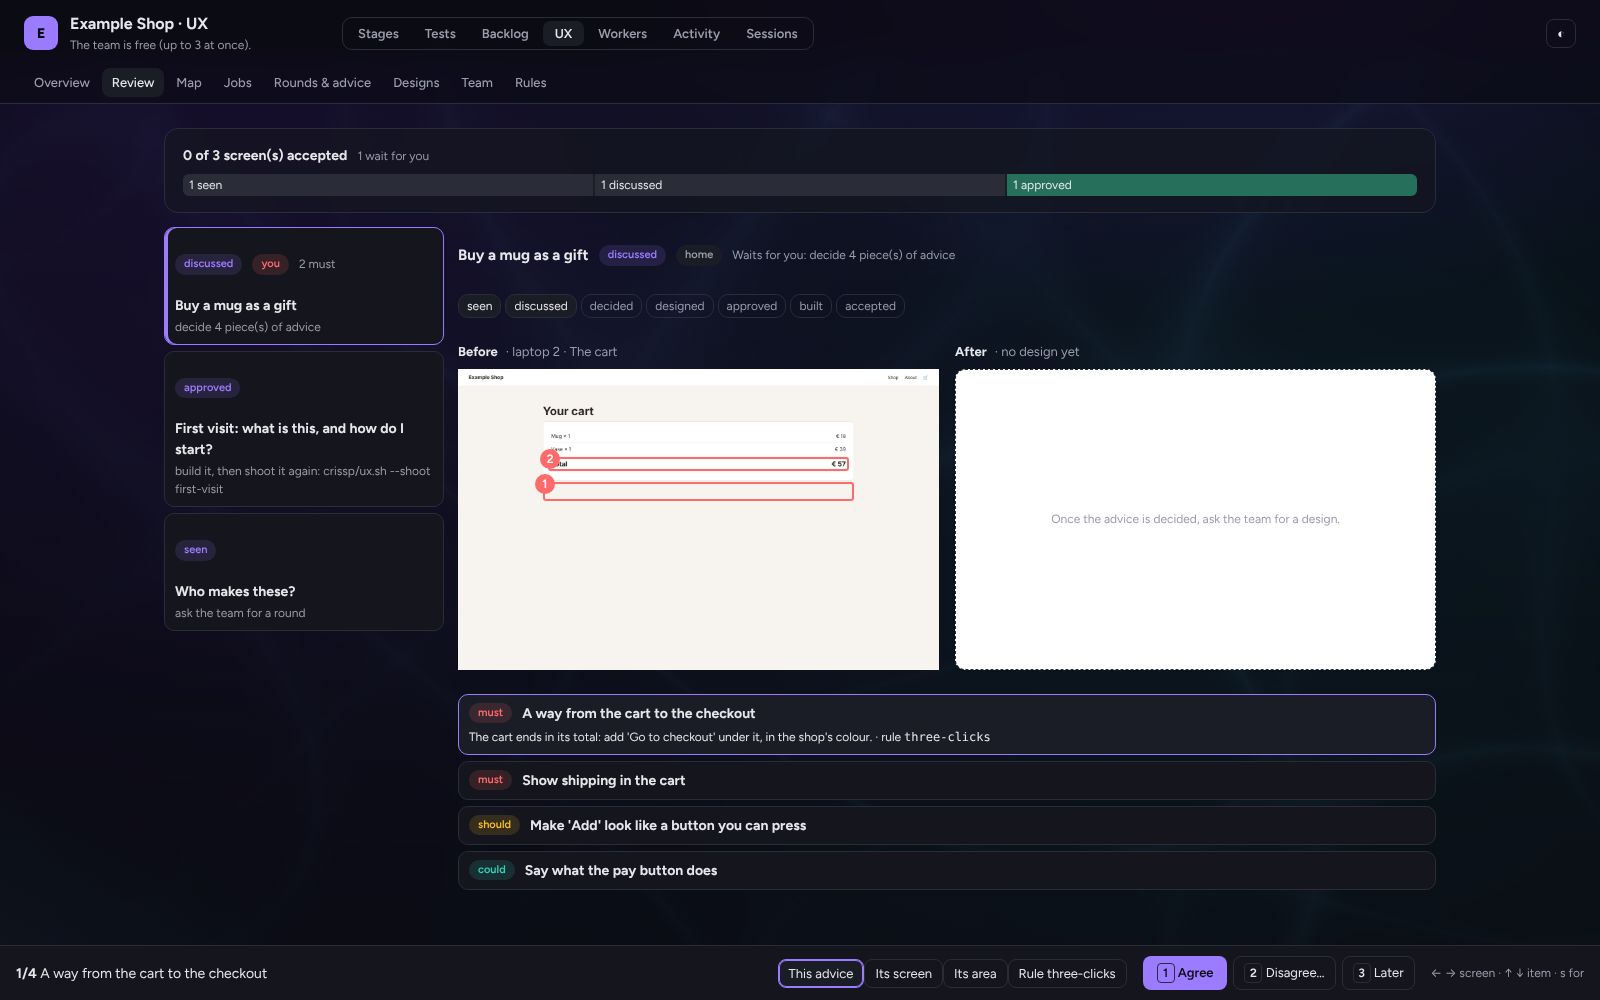 E
Example Shop · UX
The team is free (up to 3 at once).
Stages
Tests
Backlog
UX
Workers
Activity
Sessions
Overview
Review
Map
Jobs
Rounds & advice
Designs
Team
Rules
0 of 3 screen(s) accepted 1 wait for you
1 seen
1 discussed
1 approved
discussed you 2 must
Buy a mug as a gift
decide 4 piece(s) of advice
approved
First visit: what is this, and how do I
start?
build it, then shoot it again: crissp/ux.sh --shoot
first-visit
seen
Who makes these?
ask the team for a round
Buy a mug as a gift discussed home Waits for you: decide 4 piece(s) of advice
seen discussed decided designed approved built accepted
Before · laptop 2 · The cart
Example Shop
Shop About
Your cart
Mug × 1 € 18
× 1 € 39
2
€ 57
1
After · no design yet
Once the advice is decided, ask the team for a design.
must A way from the cart to the checkout
The cart ends in its total: add 'Go to checkout' under it, in the shop's colour. · rule three-clicks
must Show shipping in the cart
should Make 'Add' look like a button you can press
could Say what the pay button does
1/4 A way from the cart to the checkout
This advice
Its screen
Its area
Rule three-clicks
1 Agree
2 Disagree...
3 Later
← → screen · ↑ ↓ item · s for